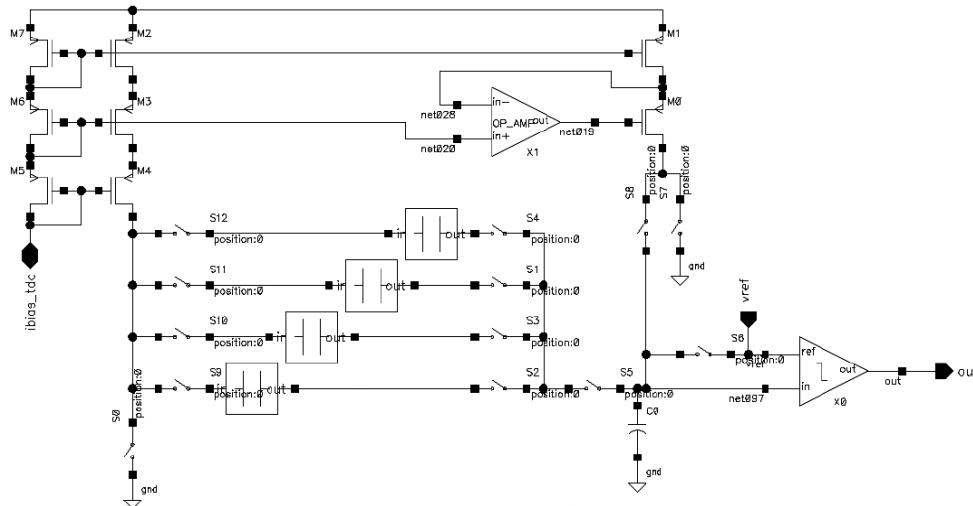 M7
M2
M1
M6
M3
M0
in-
OP_AMP
out
in+
net028
net020
net019
X1
M5
M4
S8
position:0
S7
position:0
S12
position:0
in
out
S4
position:0
gnd
ibias_tdc
S11
position:0
in
out
S1
position:0
vref
S10
position:0
in
out
S3
position:0
S6
position:0
vref
ref
out
in
X0
out
ou
S9
position:0
in
out
S2
position:0
S5
position:0
net097
S0
position:0
C0
gnd
gnd